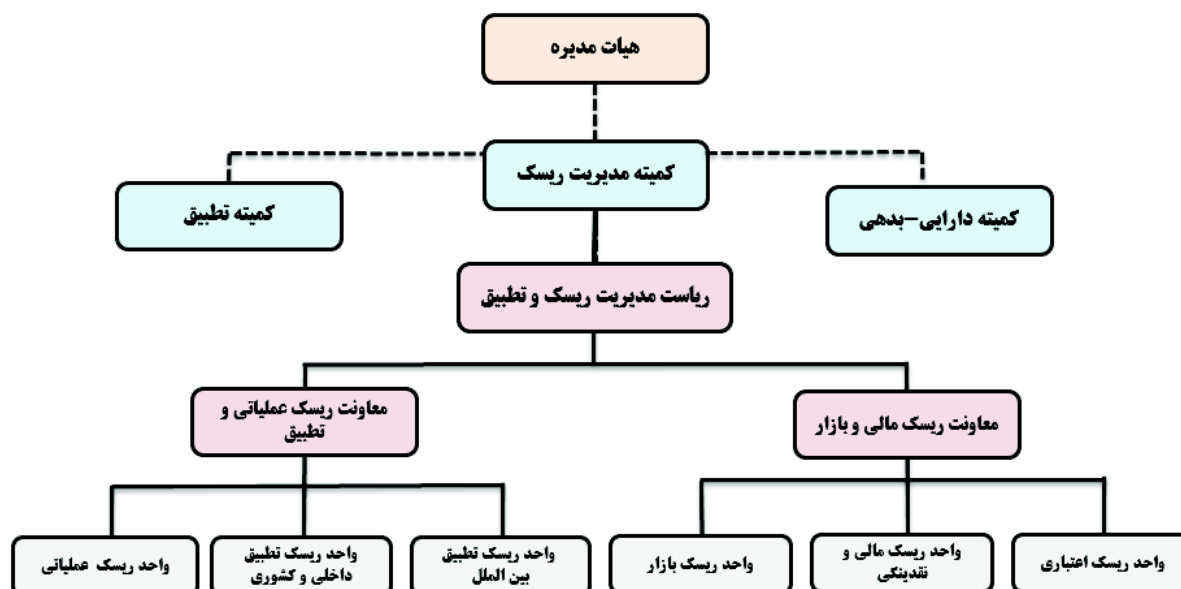 هیات مدیره
کمیته مدیریت ریسک
کمیته دارایی-بدهی
کمیته تطبیق
ریاست مدیریت ریسک و تطبیق
معاونت ریسک مالی و بازار
معاونت ریسک عملیاتی و
تطبیق
واحد ریسک اعتباری
واحد ریسک مالی و
نقدینگی
واحد ریسک بازار
واحد ریسک تطبیق
بین الملل
واحد ریسک تطبیق
داخلی و کشوری
واحد ریسک عملیاتی